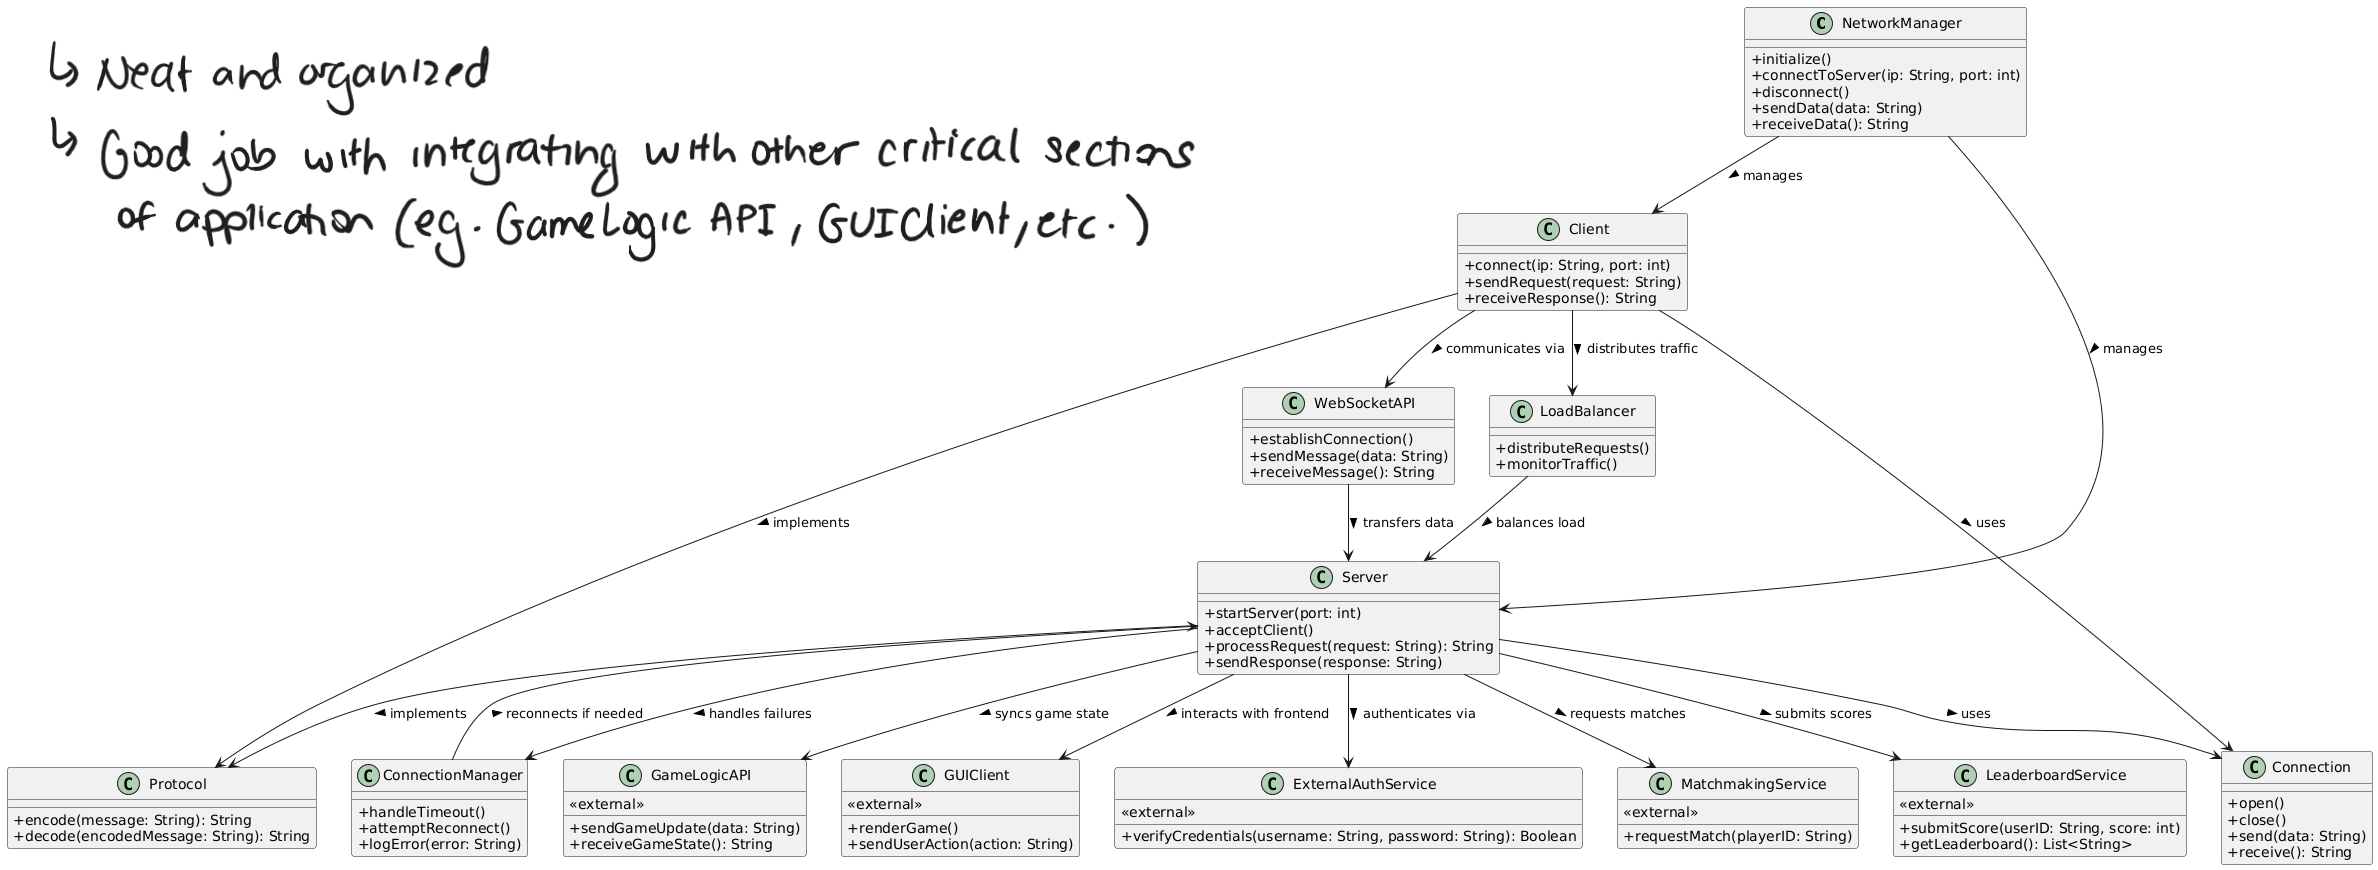 ↳ Neat and organized
↳ Good job with integrating with other critical sections
of application (eg. GameLogic API, GUIClient, etc.)
NetworkManager
+initialize()
+connectToServer(ip: String, port: int)
+disconnect()
+sendData(data: String)
+receiveData(): String
manages
Client
+connect(ip: String, port: int)
+sendRequest(request: String)
+receiveResponse(): String
communicates via
distributes traffic
manages
WebSocketAPI
+establishConnection()
+sendMessage(data: String)
+receiveMessage(): String
LoadBalancer
+distributeRequests()
+monitorTraffic()
implements
transfers data
balances load
uses
Server
+startServer(port: int)
+acceptClient()
+processRequest(request: String): String
+sendResponse(response: String)
implements
reconnects if needed
handles failures
syncs game state
interacts with frontend
authenticates via
requests matches
submits scores
uses
Protocol
+encode(message: String): String
+decode(encodedMessage: String): String
ConnectionManager
+handleTimeout()
+attemptReconnect()
+logError(error: String)
GameLogicAPI
«external»
+sendGameUpdate(data: String)
+receiveGameState(): String
GUIClient
«external»
+renderGame()
+sendUserAction(action: String)
ExternalAuthService
«external»
+verifyCredentials(username: String, password: String): Boolean
MatchmakingService
«external»
+requestMatch(playerID: String)
LeaderboardService
«external»
+submitScore(userID: String, score: int)
+getLeaderboard(): List<String>
Connection
+open()
+close()
+send(data: String)
+receive(): String